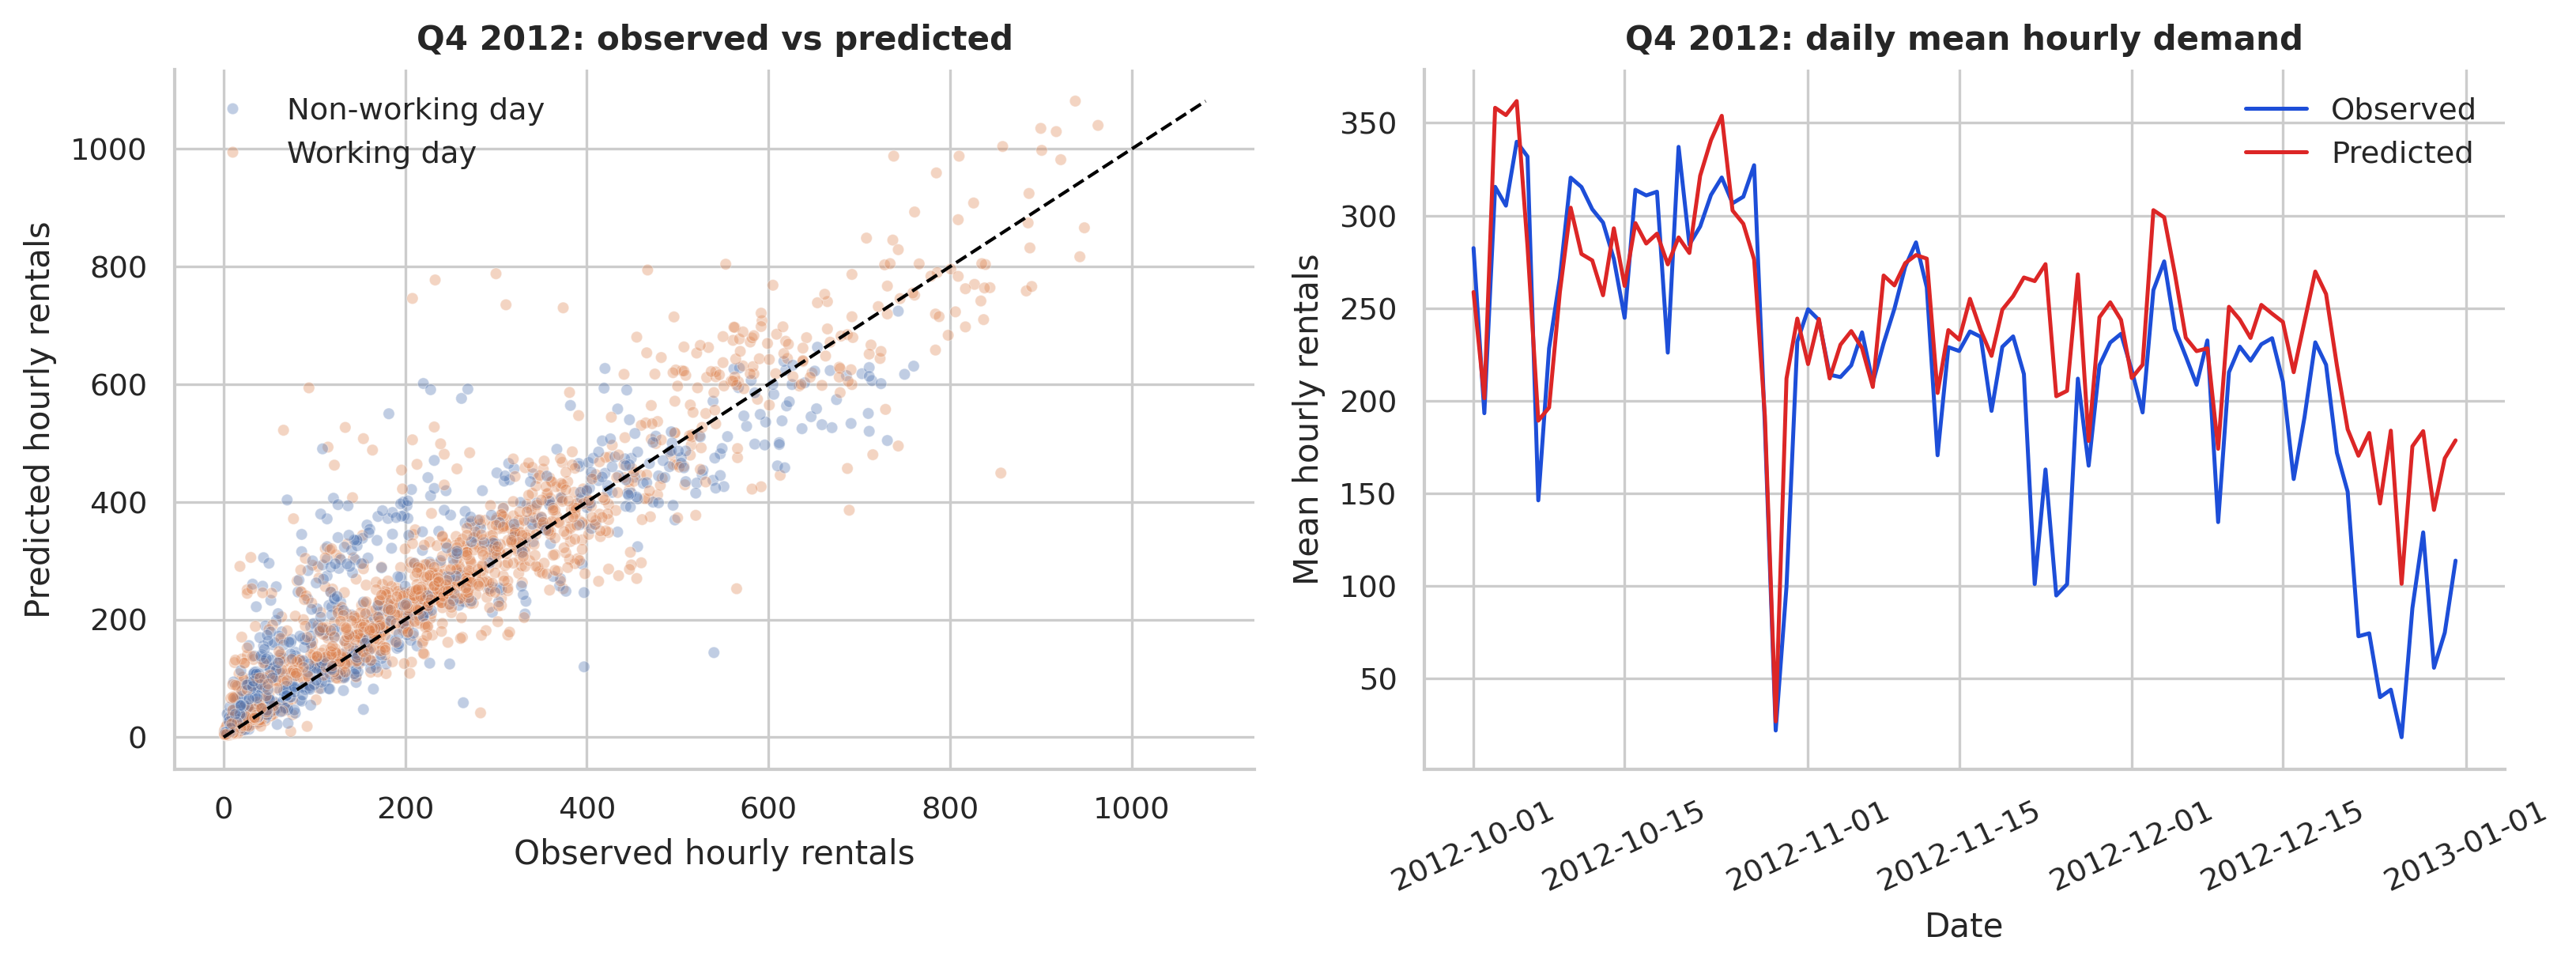 Q4 2012: observed vs predicted
Non-working day
Working day
Predicted hourly rentals
1000
800
600
400
200
0
0 200 400 600 800 1000
Observed hourly rentals
Q4 2012: daily mean hourly demand
Observed
Predicted
Mean hourly rentals
350
300
250
200
150
100
50
2012-10-01 2012-10-15 2012-11-01 2012-11-15 2012-12-01 2012-12-15 2013-01-01
Date